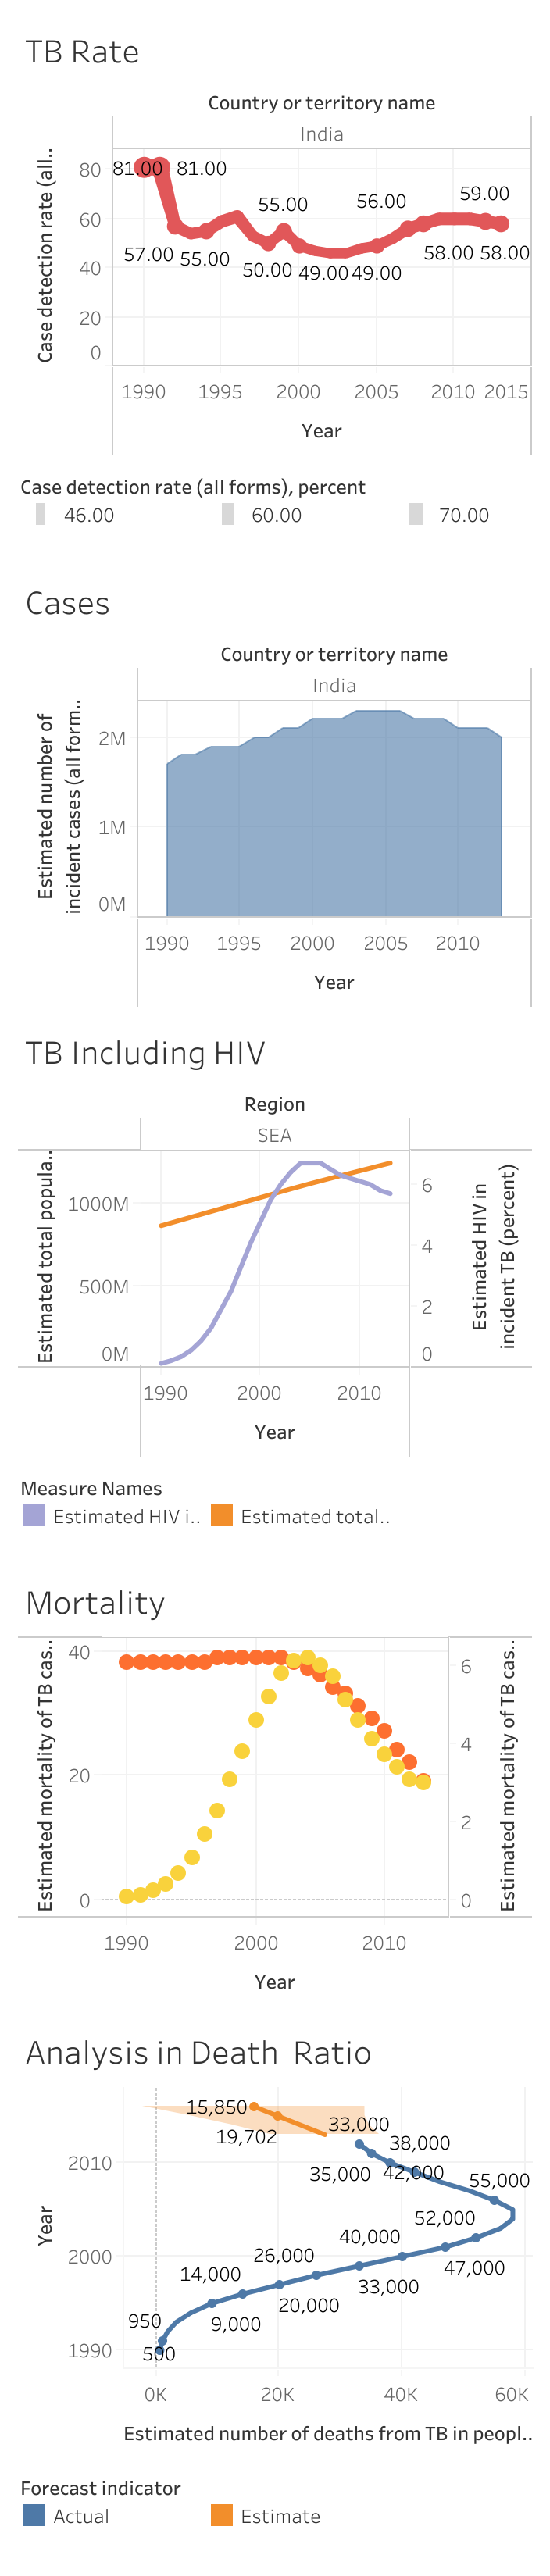 TB Rate
Country or territory name
India
Case detection rate (all..
80
60
40
20
0
81.00 81.00
57.00 55.00
55.00
50.00 49.00 49.00
56.00
59.00
58.00 58.00
1990 1995 2000 2005 2010 2015
Year
Case detection rate (all forms), percent
46.00 60.00 70.00
Cases
Country or territory name
India
Estimated number of
incident cases (all form..
2M
1M
0M
1990 1995 2000 2005 2010
Year
TB Including HIV
Region
SEA
Estimated total popula..
1000M
500M
0M
6
4
2
0
Estimated HIV in
incident TB (percent)
1990 2000 2010
Year
Measure Names
Estimated HIV i.. Estimated total..
Mortality
Estimated mortality of TB cas..
40
20
0
6
4
2
0
Estimated mortality of TB cas..
1990 2000 2010
Year
Analysis in Death Ratio
Year
2010
2000
1990
15,850
19,702
33,000
38,000
35,000 42,000
55,000
52,000
40,000
47,000
26,000
33,000
14,000
20,000
950
9,000
500
0K 20K 40K 60K
Estimated number of deaths from TB in peopl..
Forecast indicator
Actual Estimate